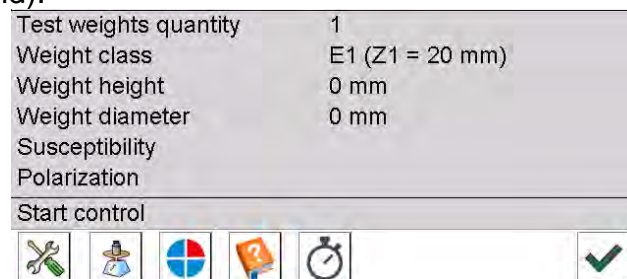 Test weights quantity 1
Weight class E1 (Z1 = 20 mm)
Weight height 0 mm
Weight diameter 0 mm
Susceptibility
Polarization
Start control
?